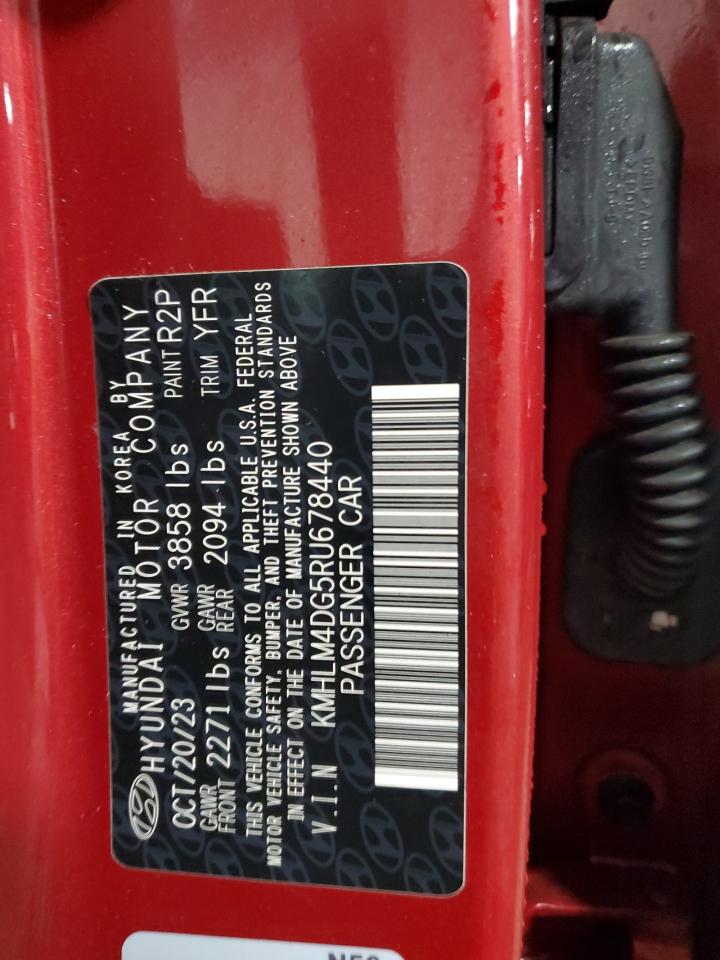 MANUFACTURED IN KOREA BY
HYUNDAI MOTOR COMPANY
OCT/20/23 GVWR 3858 lbs PAINT R2P
GAWR FRONT 2271 lbs GAWR REAR 2094 lbs TRIM YFR
THIS VEHICLE CONFORMS TO ALL APPLICABLE U.S.A. FEDERAL
MOTOR VEHICLE SAFETY, BUMPER, AND THEFT PREVENTION STANDARDS
IN EFFECT ON THE DATE OF MANUFACTURE SHOWN ABOVE
V.I.N KMHLM4DG5RU678440
PASSENGER CAR